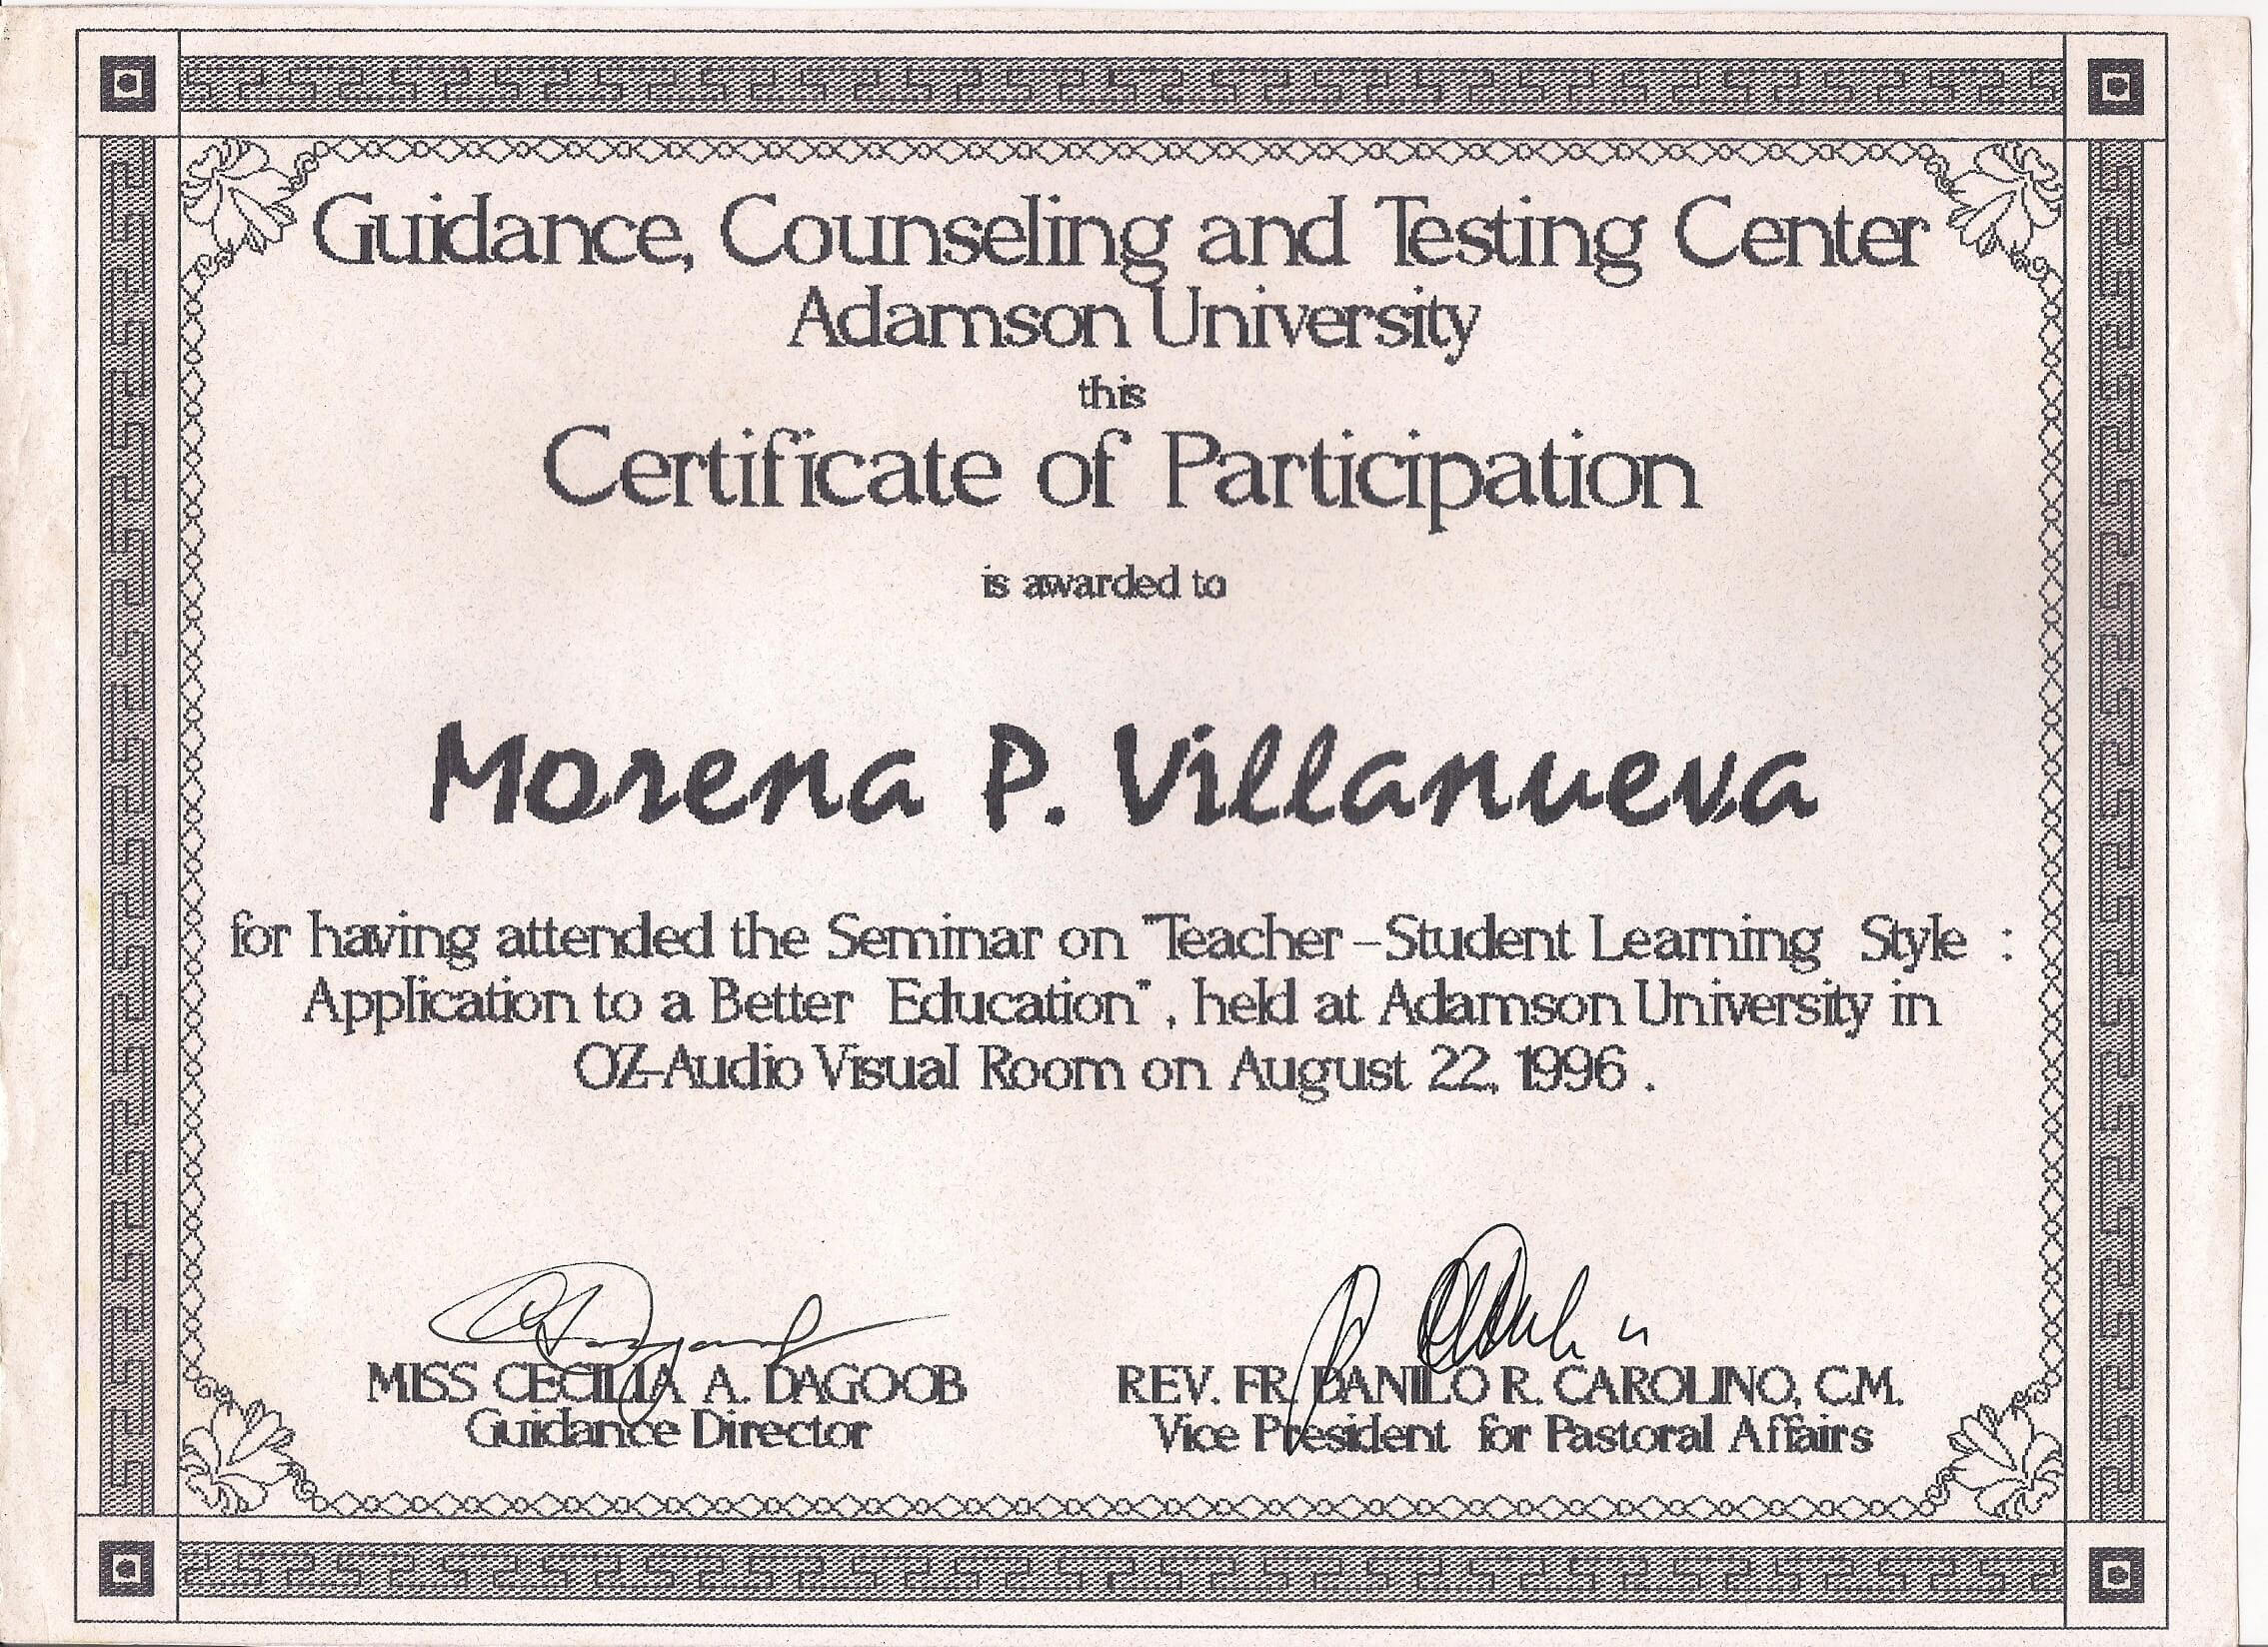 Guidance, Counseling and Testing Center
Adamson University
this
Certificate of Participation
is awarded to
Morena P. Villanueva
for having attended the Seminar on "Teacher-Student Learning Style :
Application to a Better Education", held at Adamson University in
OZ-Audio Visual Room on August 22, 1996 .
MISS CECILIA A. DAGOOB
Guidance Director
REV. FR. DANILO R. CAROLINO, C.M.
Vice President for Pastoral Affairs